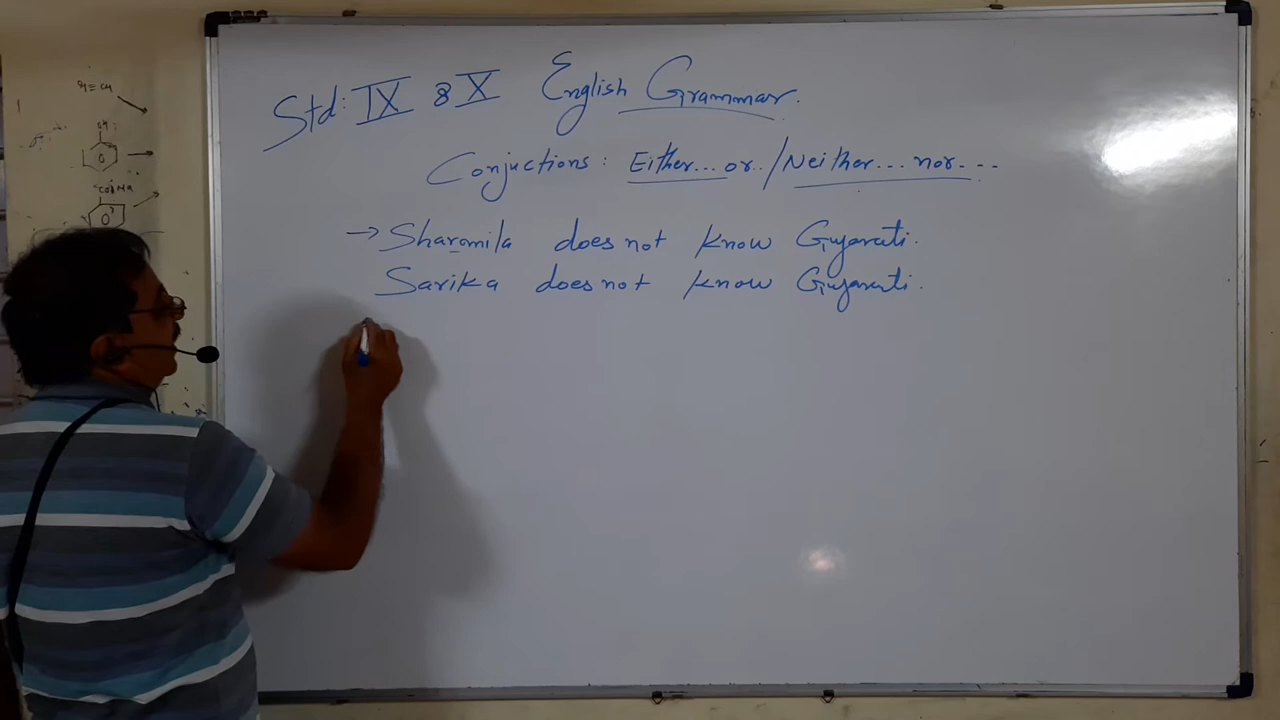 Std: IX & X English Grammar.
Conjuctions: Either...or../Neither...nor....
→ Sharmila does not know Gujarati.
Sarika does not know Gujarati.